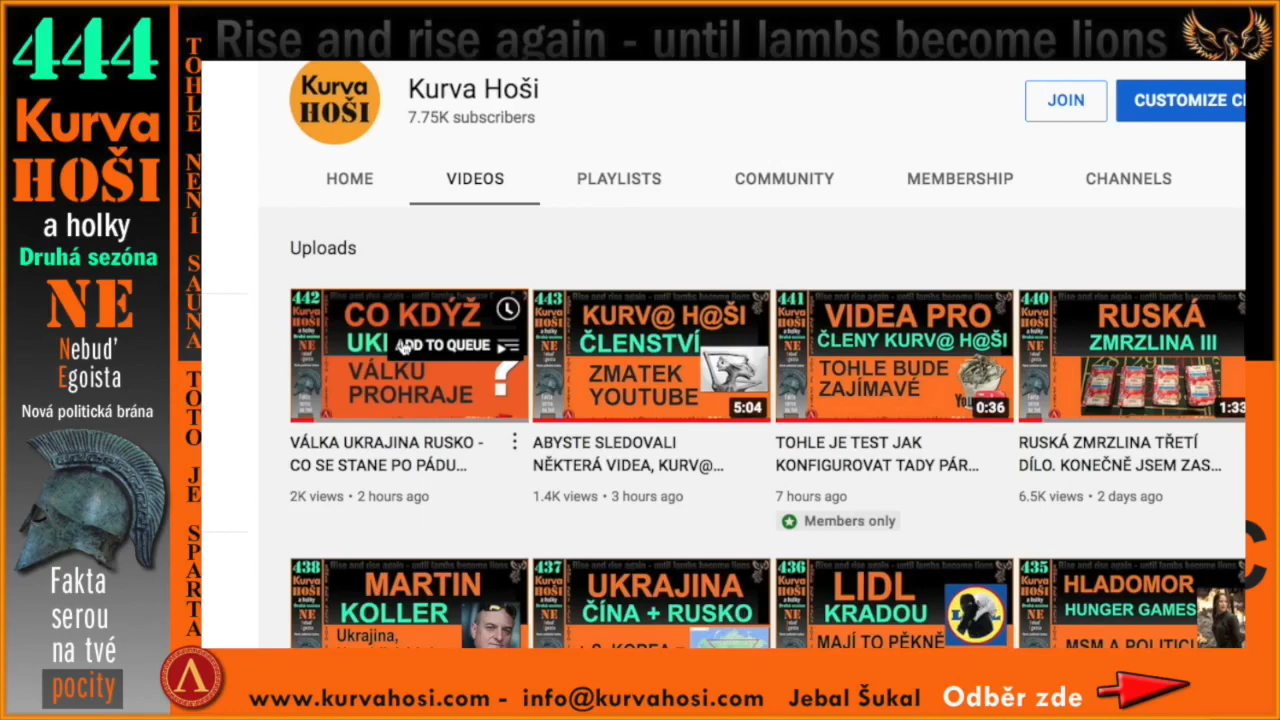 444
Kurva
HOŠI
a holky
Druhá sezóna
NE
Nebuď
Egoista
Nová politická brána
Fakta
serou
na tvé
pocity
TOHLE NENÍ SAUNA TOTO JE SPARTA
Rise and rise again - until lambs become lions
Kurva
HOŠI
Kurva Hoši
7.75K subscribers
JOIN
CUSTOMIZE
HOME
VIDEOS
PLAYLISTS
COMMUNITY
MEMBERSHIP
CHANNELS
Uploads
442
CO KDYŽ
ADD TO QUEUE
VÁLKU
PROHRAJE
?
VÁLKA UKRAJINA RUSKO -
CO SE STANE PO PÁDU...
2K views • 2 hours ago
443
KURV@ H@ŠI
ČLENSTVÍ
ZMATEK
YOUTUBE
5:04
ABYSTE SLEDOVALI
NĚKTERÁ VIDEA, KURV@...
1.4K views • 3 hours ago
441
VIDEA PRO
ČLENY KURV@ H@ŠI
TOHLE BUDE
ZAJÍMAVÉ
0:36
TOHLE JE TEST JAK
KONFIGUROVAT TADY PÁR...
7 hours ago
Members only
440
RUSKÁ
ZMRZLINA III
1:33
RUSKÁ ZMRZLINA TŘETÍ
DÍLO. KONEČNĚ JSEM ZAS...
6.5K views • 2 days ago
438
MARTIN
KOLLER
Ukrajina,
437
UKRAJINA
ČÍNA + RUSKO
436
LIDL
KRADOU
MAJÍ TO PĚKNĚ
435
HLADOMOR
HUNGER GAMES
MSM A POLITICI
www.kurvahosi.com - info@kurvahosi.com Jebal Šukal Odběr zde